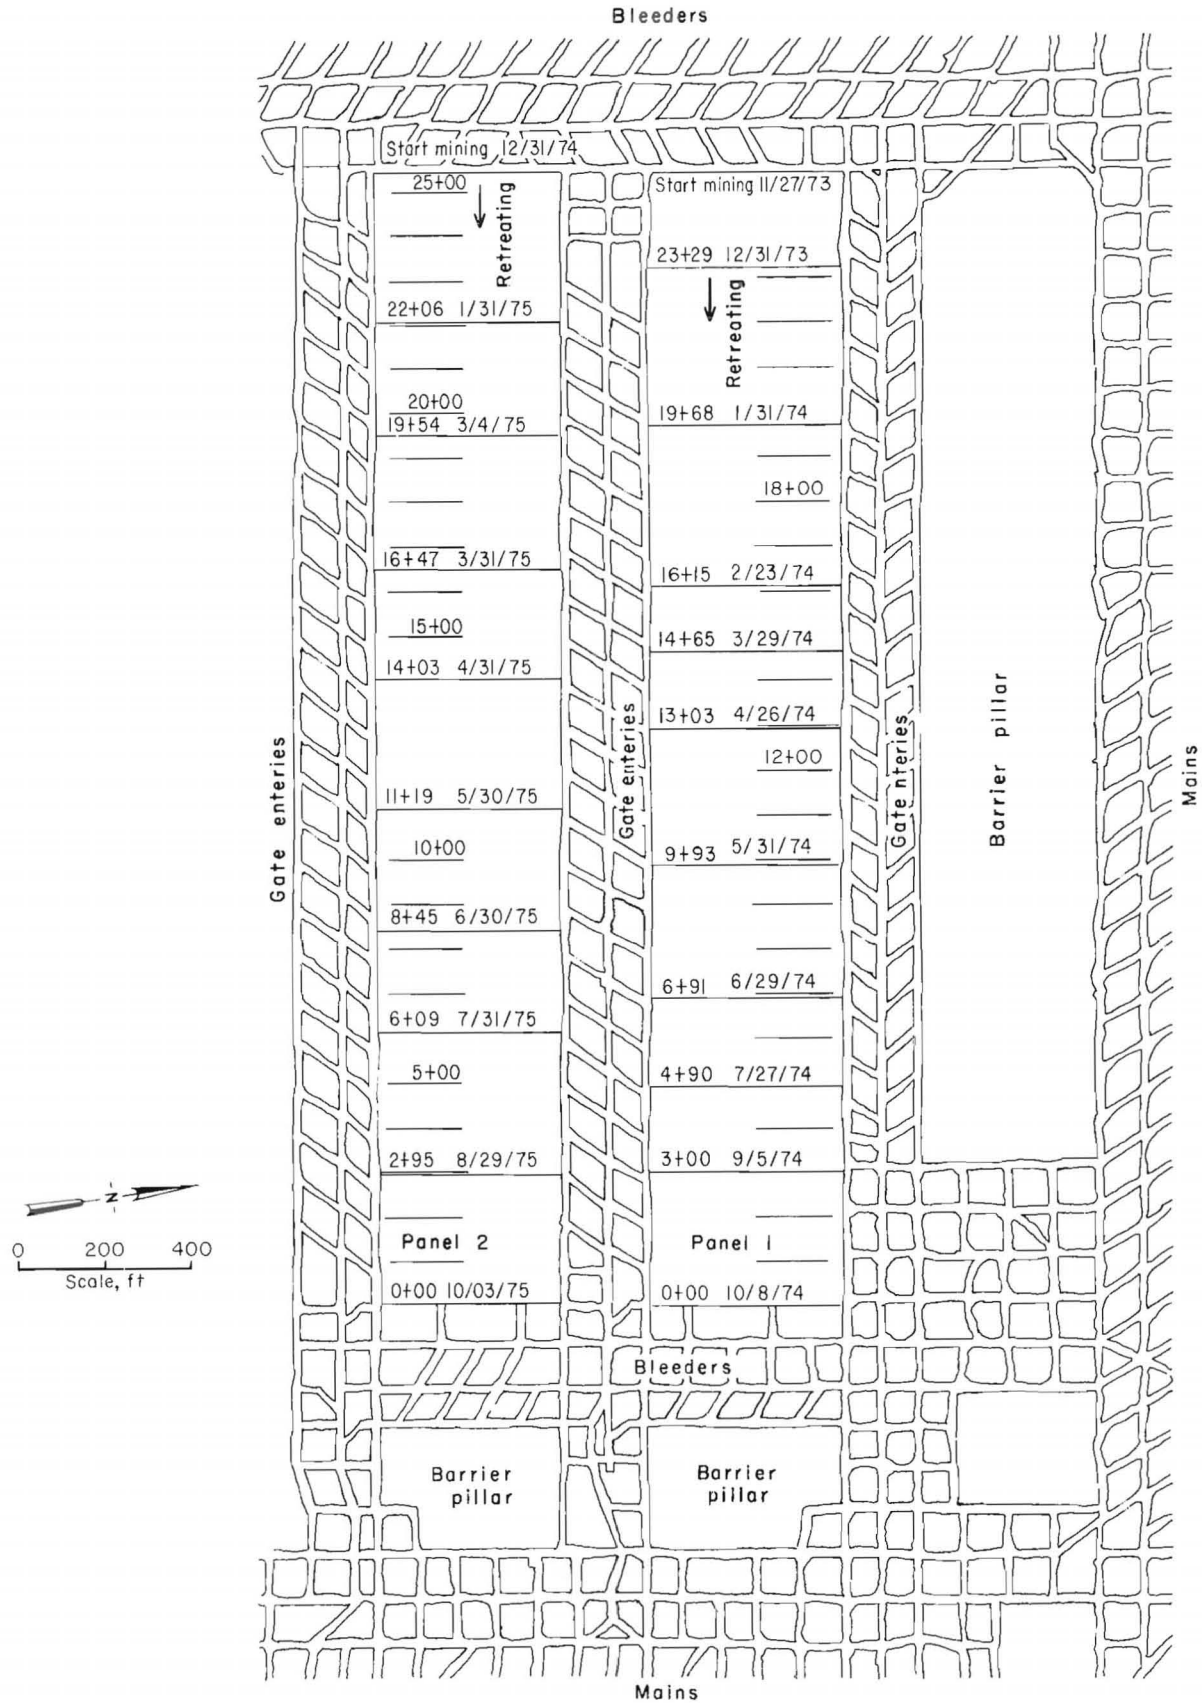 Bleeders
Start mining 12/31/74
25+00
Retreating
22+06 1/31/75
20+00
19+54 3/4/75
16+47 3/31/75
15+00
14+03 4/31/75
11+19 5/30/75
10+00
8+45 6/30/75
6+09 7/31/75
5+00
2+95 8/29/75
Panel 2
0+00 10/03/75
Start mining 11/27/73
23+29 12/31/73
Retreating
19+68 1/31/74
18+00
16+15 2/23/74
14+65 3/29/74
13+03 4/26/74
12+00
9+93 5/31/74
6+91 6/29/74
4+90 7/27/74
3+00 9/5/74
Panel 1
0+00 10/8/74
Gate enteries
Gate enteries
Gate nteries
Barrier pillar
Mains
N
0 200 400
Scale, ft
Bleeders
Barrier
pillar
Barrier
pillar
Mains